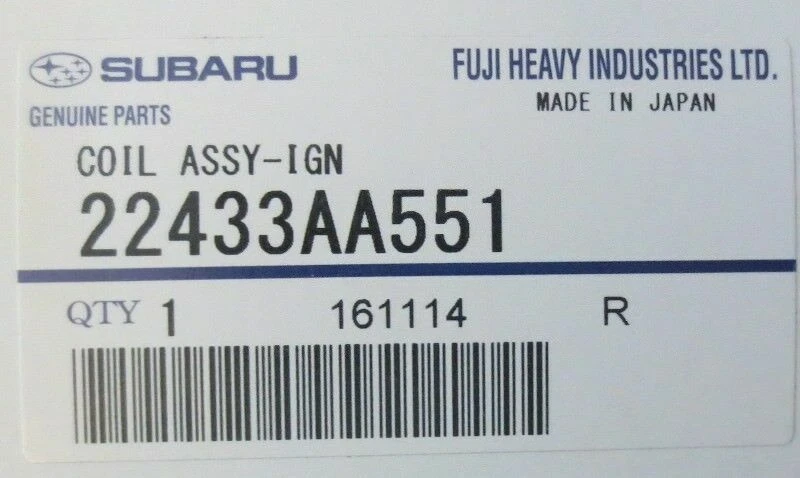 SUBARU FUJI HEAVY INDUSTRIES LTD.
GENUINE PARTS MADE IN JAPAN
COIL ASSY-IGN
22433AA551
QTY 1 161114 R